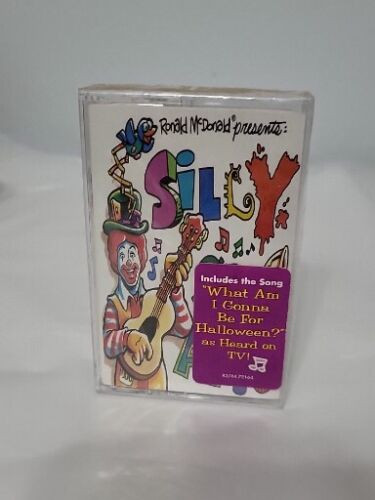 Ronald McDonald® presents:
SiLLY
Includes the Song
"What Am
I Gonna
Be For
Halloween?"
as Heard on
TV!